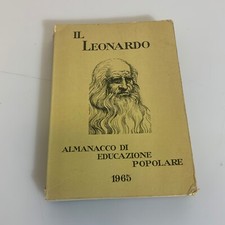 IL
LEONARDO
ALMANACCO DI
EDUCAZIONE
POPOLARE
1965